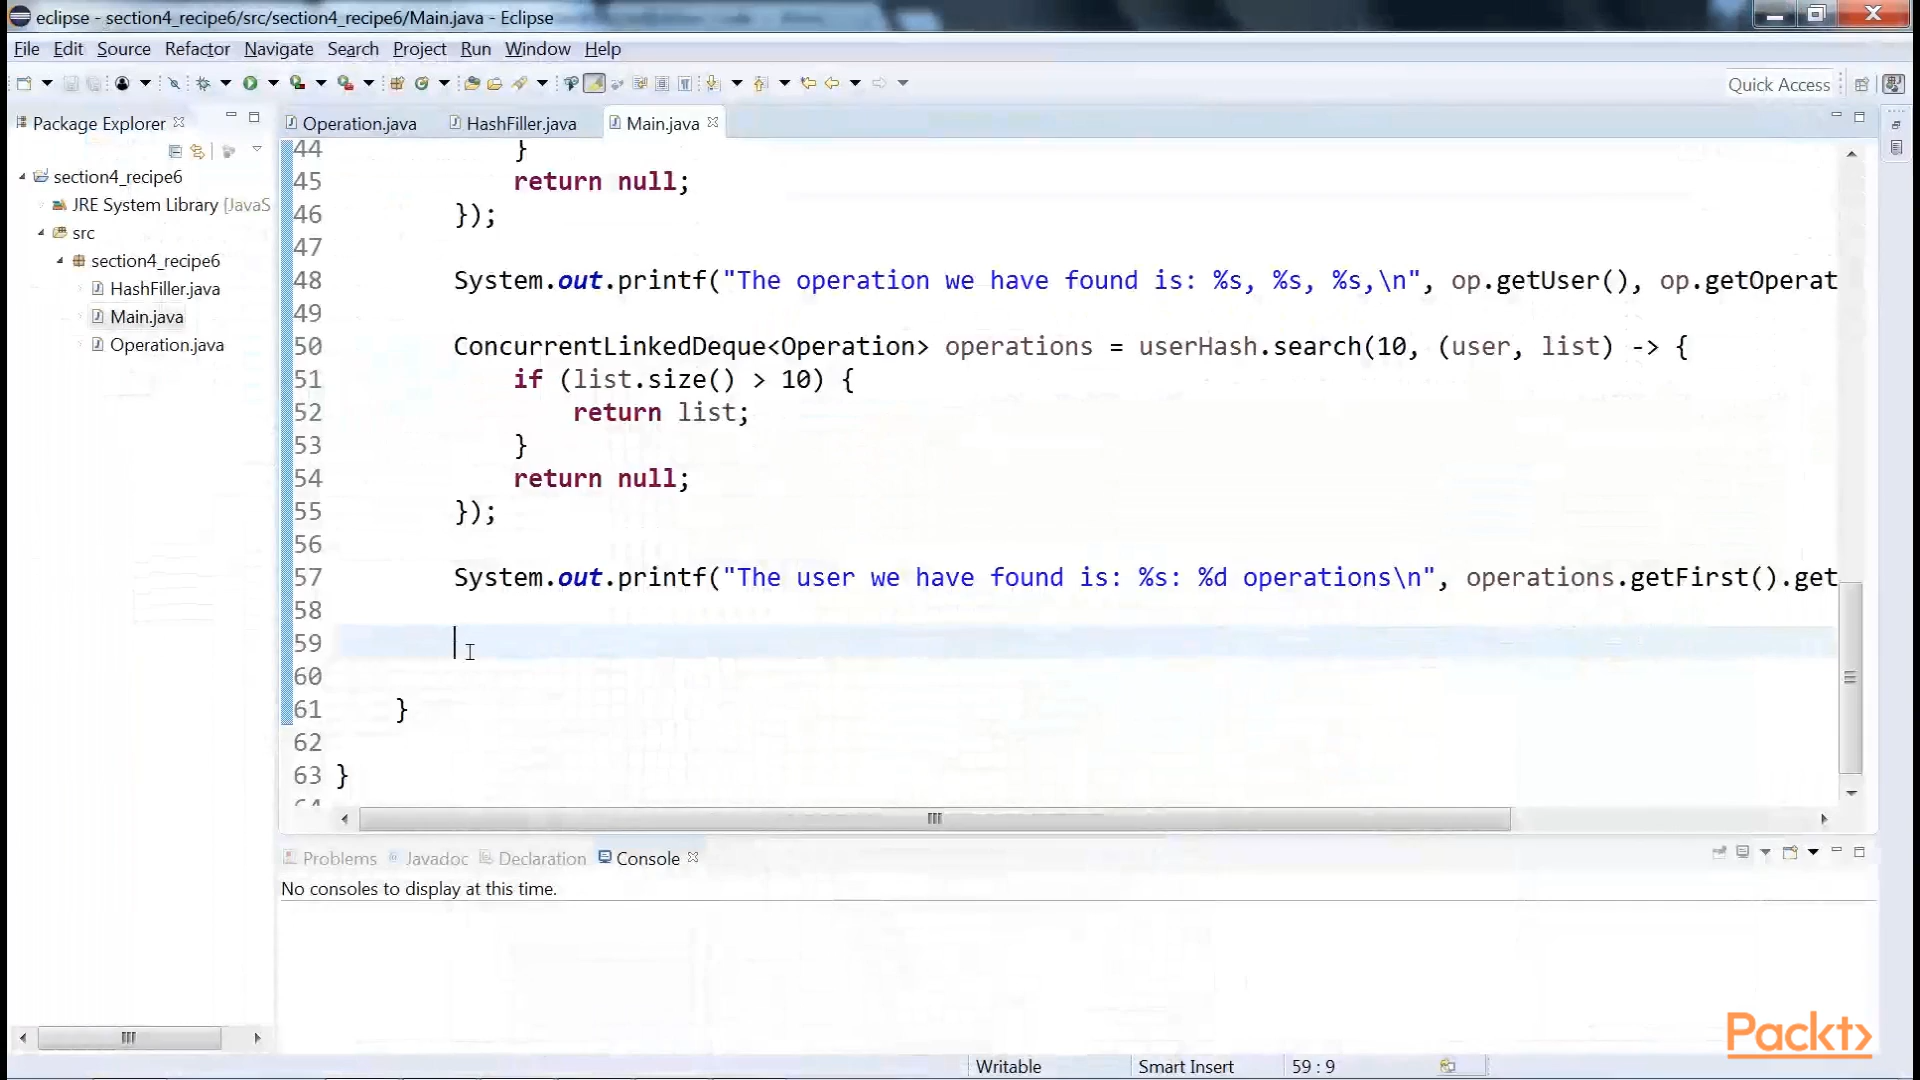 eclipse - section4_recipe6/src/section4_recipe6/Main.java - Eclipse
File Edit Source Refactor Navigate Search Project Run Window Help
Quick Access
Package Explorer
Operation.java HashFiller.java Main.java
section4_recipe6
JRE System Library [JavaS
src
section4_recipe6
HashFiller.java
Main.java
Operation.java
44 }
45 return null;
46 });
47
48 System.out.printf("The operation we have found is: %s, %s, %s,\n", op.getUser(), op.getOperat
49
50 ConcurrentLinkedDeque<Operation> operations = userHash.search(10, (user, list) -> {
51 if (list.size() > 10) {
52 return list;
53 }
54 return null;
55 });
56
57 System.out.printf("The user we have found is: %s: %d operations\n", operations.getFirst().get
58
59
60
61 }
62
63 }
64
Problems Javadoc Declaration Console
No consoles to display at this time.
Packt>
Writable Smart Insert 59 : 9